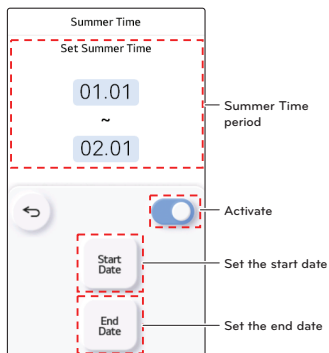 Summer Time
Set Summer Time
01.01
~
02.01
Summer Time
period
Activate
Start
Date
Set the start date
End
Date
Set the end date